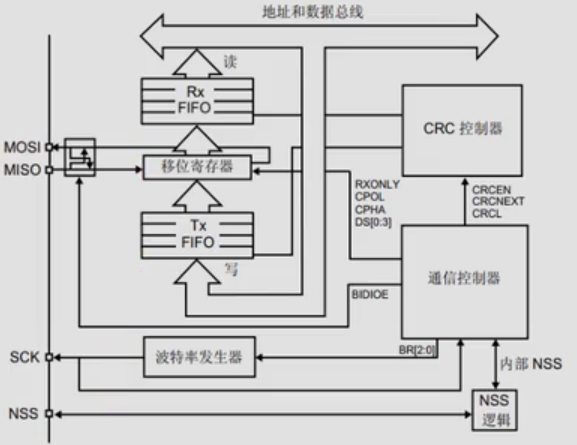 地址和数据总线
读
Rx
FIFO
CRC 控制器
MOSI
MISO
移位寄存器
RXONLY
CPOL
CPHA
DS[0:3]
CRCEN
CRCNEXT
CRCL
Tx
FIFO
写
通信控制器
BIDIOE
BR[2:0]
SCK
波特率发生器
内部 NSS
NSS
NSS
逻辑